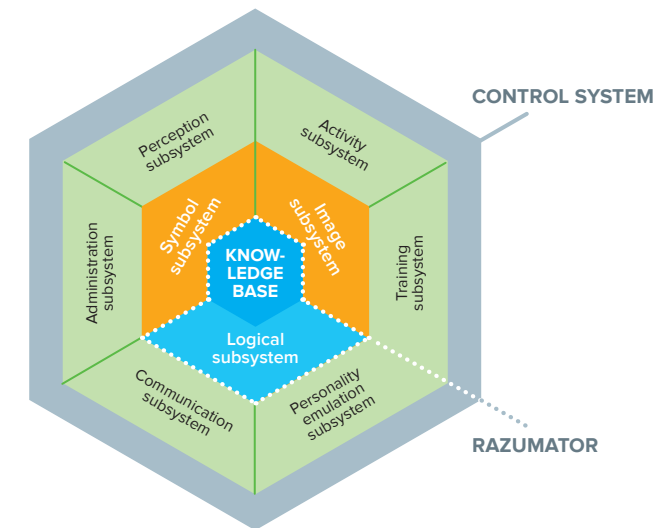 CONTROL SYSTEM
Perception
subsystem
Activity
subsystem
Symbol
subsystem
Image
subsystem
Administration
subsystem
KNOW-
LEDGE
BASE
Training
subsystem
Logical
subsystem
Communication
subsystem
Personality
emulation
subsystem
RAZUMATOR